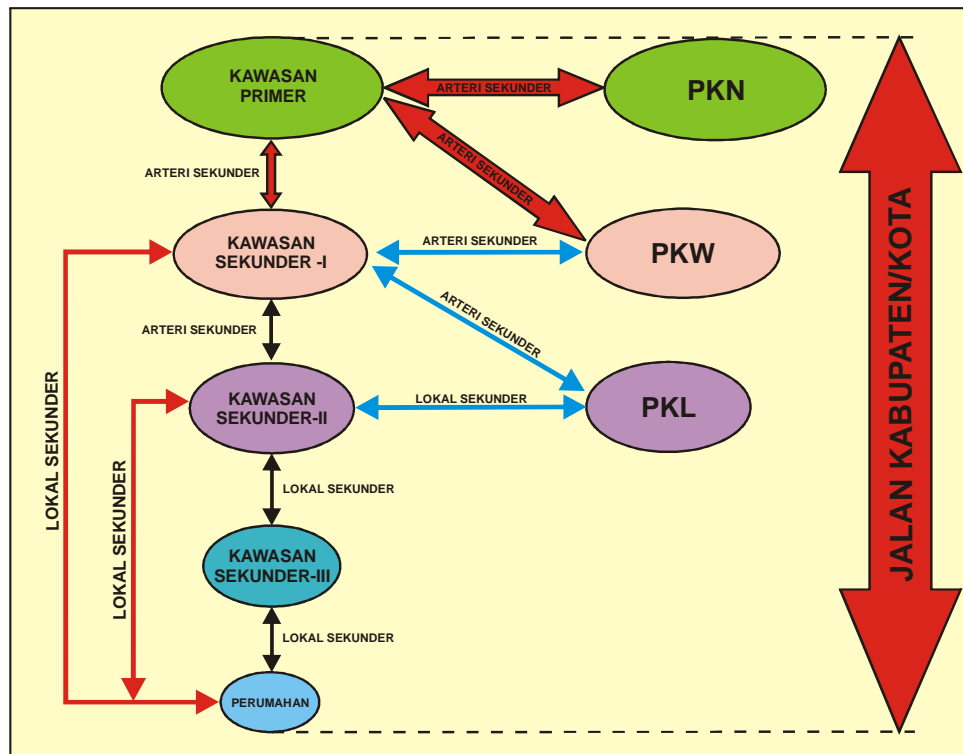 KAWASAN
PRIMER
ARTERI SEKUNDER
PKN
ARTERI SEKUNDER
ARTERI SEKUNDER
KAWASAN
SEKUNDER -I
ARTERI SEKUNDER
PKW
ARTERI SEKUNDER
ARTERI SEKUNDER
KAWASAN
SEKUNDER-II
LOKAL SEKUNDER
PKL
LOKAL SEKUNDER
LOKAL SEKUNDER
LOKAL SEKUNDER
KAWASAN
SEKUNDER-III
LOKAL SEKUNDER
PERUMAHAN
JALAN KABUPATEN/KOTA